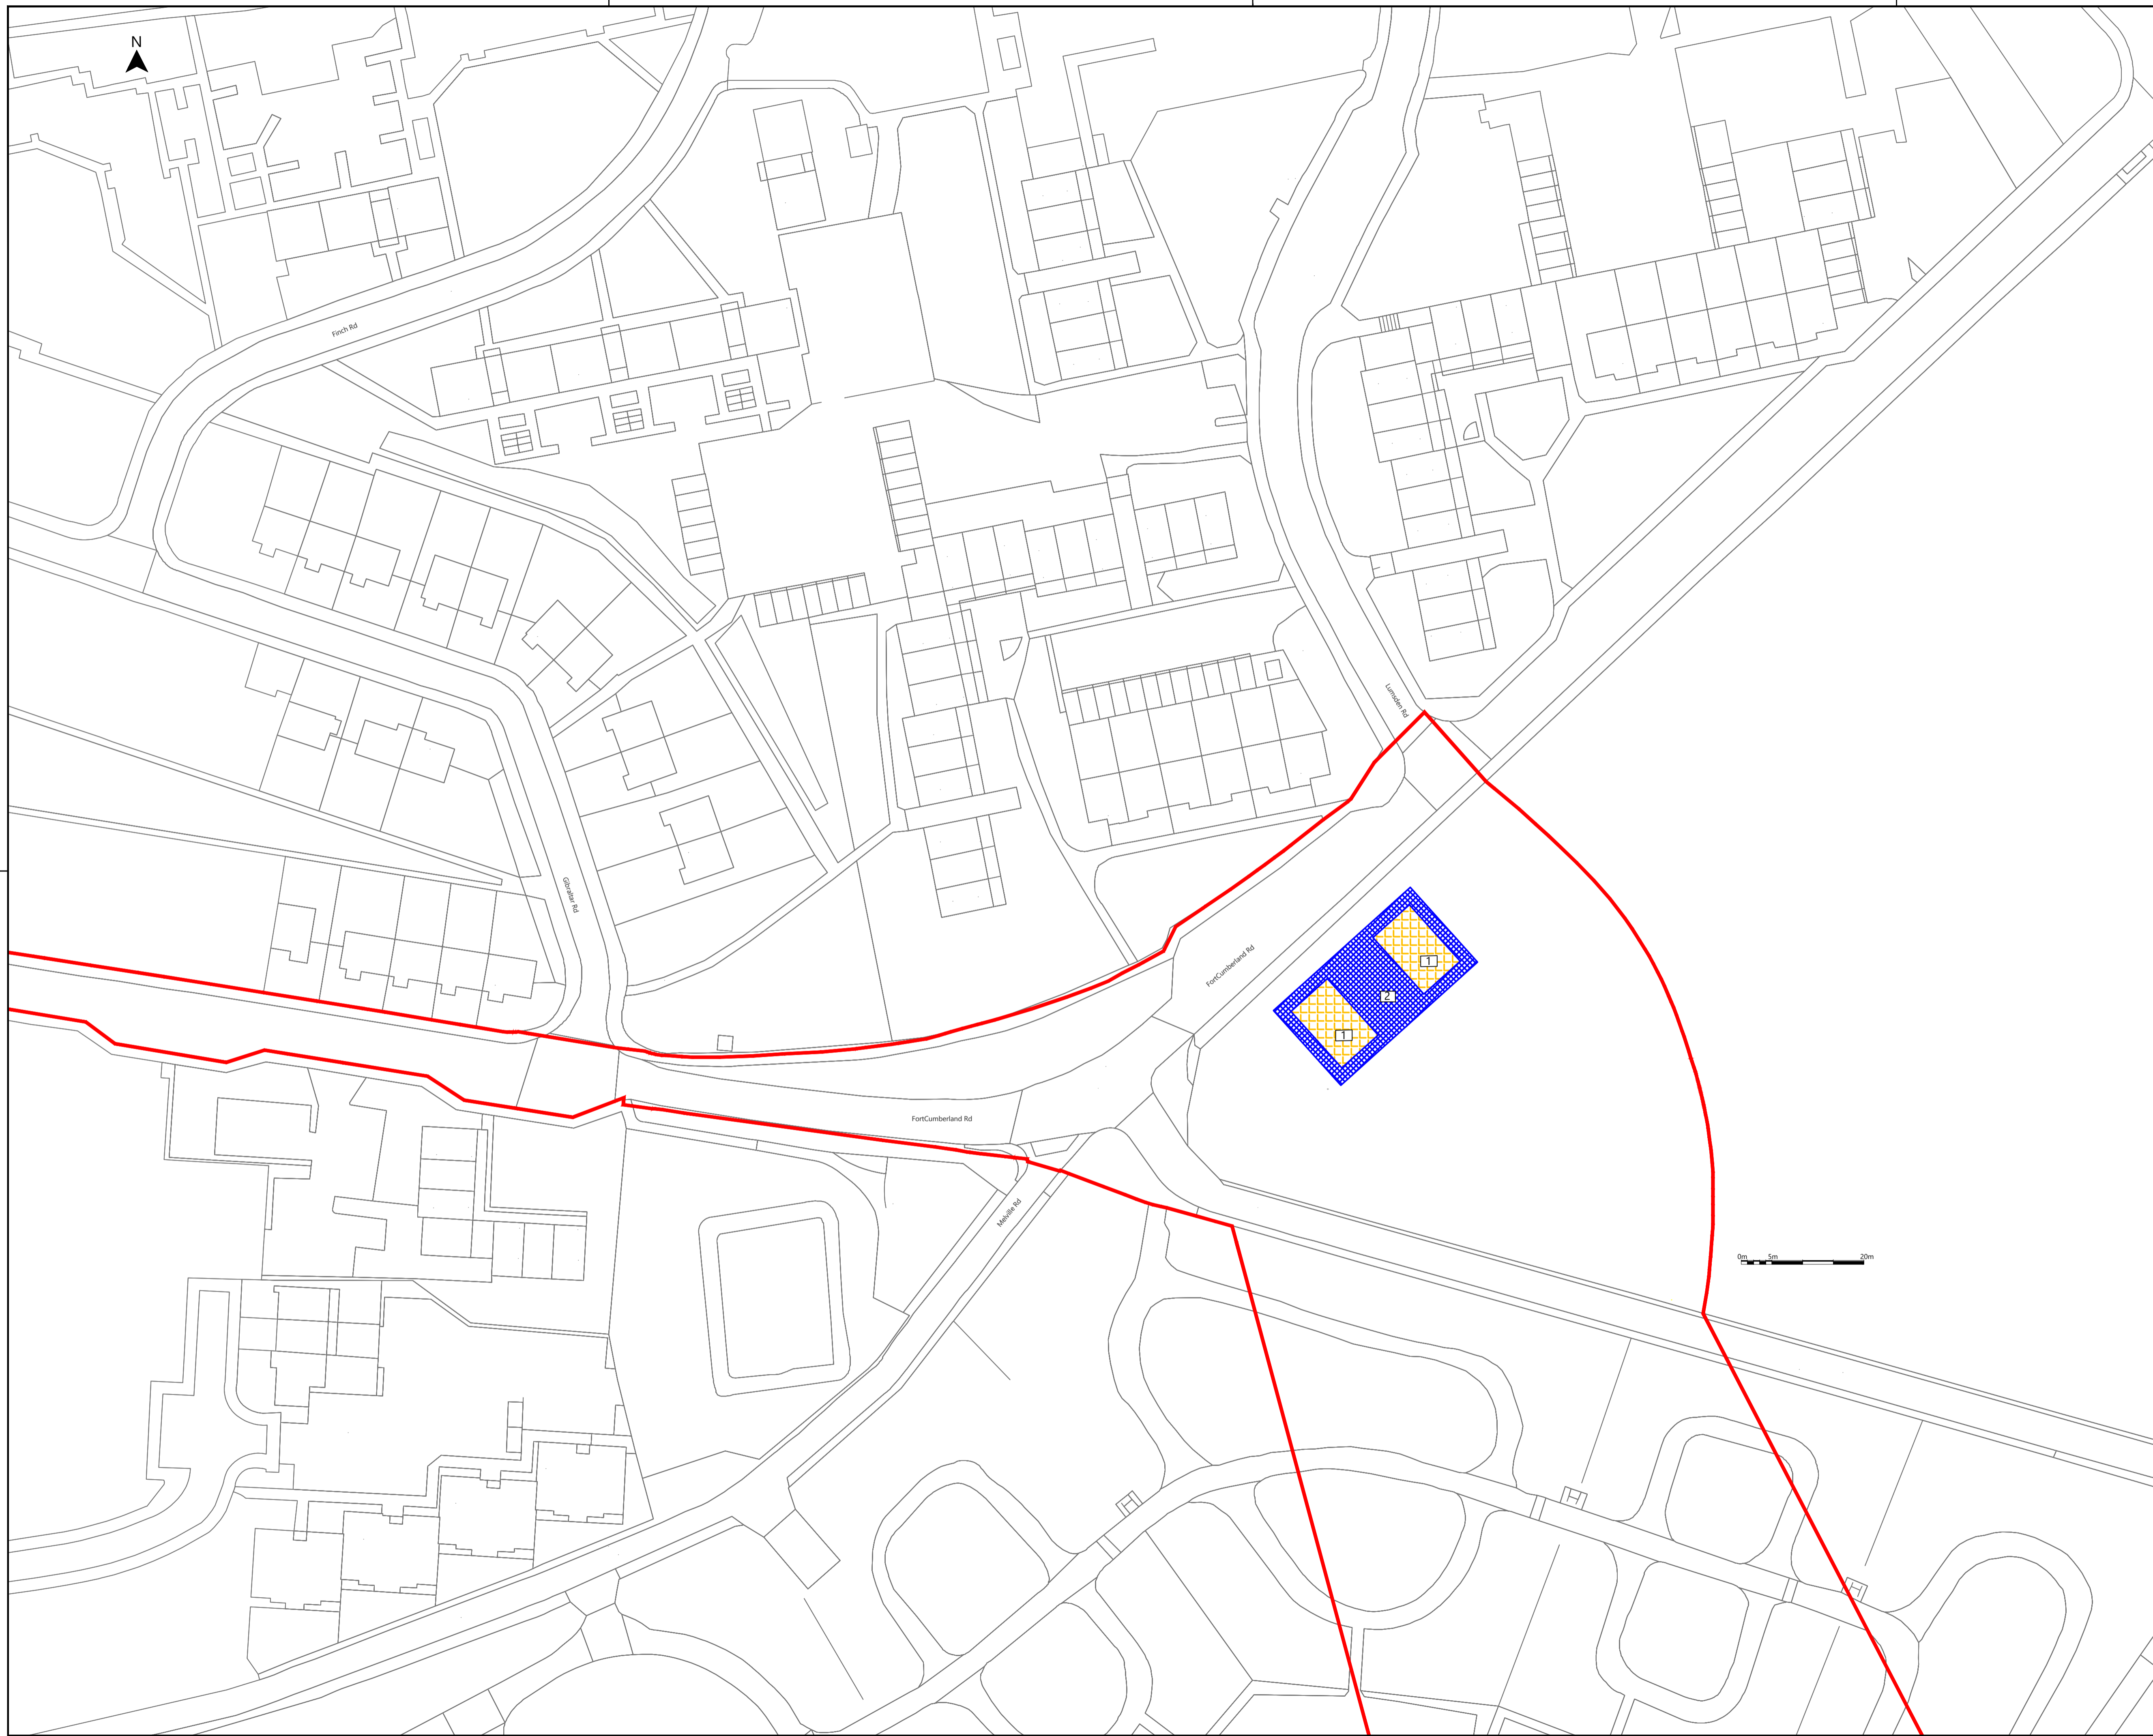 N
Finch Rd
Lumsden Rd
Gibraltar Rd
FortCumberland Rd
1
2
1
FortCumberland Rd
Melville Rd
0m 5m 20m